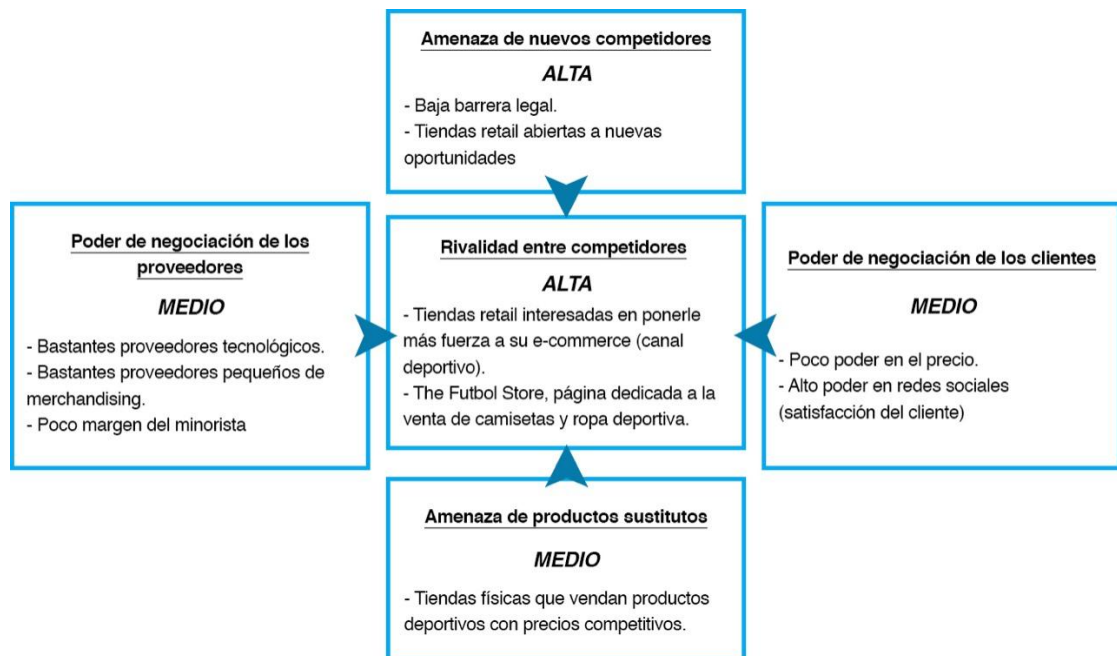 Amenaza de nuevos competidores
ALTA
- Baja barrera legal.
- Tiendas retail abiertas a nuevas
oportunidades
Poder de negociación de los
proveedores
MEDIO
- Bastantes proveedores tecnológicos.
- Bastantes proveedores pequeños de
merchandising.
- Poco margen del minorista
Rivalidad entre competidores
ALTA
- Tiendas retail interesadas en ponerle
más fuerza a su e-commerce (canal
deportivo).
- The Futbol Store, página dedicada a la
venta de camisetas y ropa deportiva.
Poder de negociación de los clientes
MEDIO
- Poco poder en el precio.
- Alto poder en redes sociales
(satisfacción del cliente)
Amenaza de productos sustitutos
MEDIO
- Tiendas físicas que vendan productos
deportivos con precios competitivos.